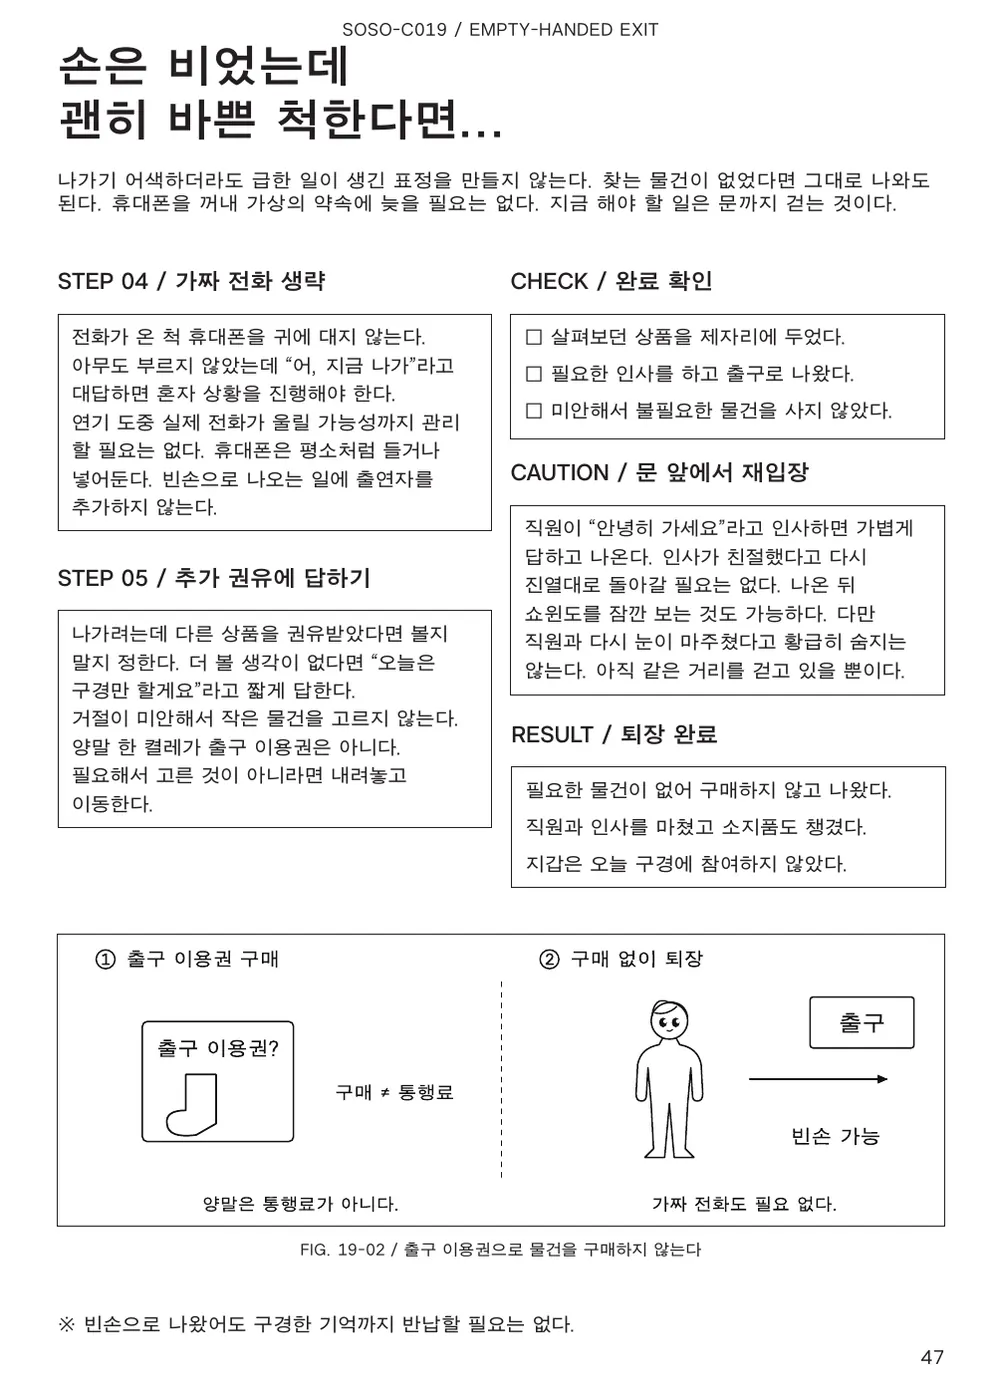 SOSO-C019 / EMPTY-HANDED EXIT
손은 비었는데
괜히 바쁜 척한다면...
나가기 어색하더라도 급한 일이 생긴 표정을 만들지 않는다. 찾는 물건이 없었다면 그대로 나와도
된다. 휴대폰을 꺼내 가상의 약속에 늦을 필요는 없다. 지금 해야 할 일은 문까지 걷는 것이다.
STEP 04 / 가짜 전화 생략
전화가 온 척 휴대폰을 귀에 대지 않는다.
아무도 부르지 않았는데 “어, 지금 나가”라고
대답하면 혼자 상황을 진행해야 한다.
연기 도중 실제 전화가 울릴 가능성까지 관리
할 필요는 없다. 휴대폰은 평소처럼 들거나
넣어둔다. 빈손으로 나오는 일에 출연자를
추가하지 않는다.
STEP 05 / 추가 권유에 답하기
나가려는데 다른 상품을 권유받았다면 볼지
말지 정한다. 더 볼 생각이 없다면 “오늘은
구경만 할게요”라고 짧게 답한다.
거절이 미안해서 작은 물건을 고르지 않는다.
양말 한 켤레가 출구 이용권은 아니다.
필요해서 고른 것이 아니라면 내려놓고
이동한다.
CHECK / 완료 확인
□ 살펴보던 상품을 제자리에 두었다.
□ 필요한 인사를 하고 출구로 나왔다.
□ 미안해서 불필요한 물건을 사지 않았다.
CAUTION / 문 앞에서 재입장
직원이 “안녕히 가세요”라고 인사하면 가볍게
답하고 나온다. 인사가 친절했다고 다시
진열대로 돌아갈 필요는 없다. 나온 뒤
쇼윈도를 잠깐 보는 것도 가능하다. 다만
직원과 다시 눈이 마주쳤다고 황급히 숨지는
않는다. 아직 같은 거리를 걷고 있을 뿐이다.
RESULT / 퇴장 완료
필요한 물건이 없어 구매하지 않고 나왔다.
직원과 인사를 마쳤고 소지품도 챙겼다.
지갑은 오늘 구경에 참여하지 않았다.
① 출구 이용권 구매
출구 이용권?
구매 ≠ 통행료
양말은 통행료가 아니다.
② 구매 없이 퇴장
출구
빈손 가능
가짜 전화도 필요 없다.
FIG. 19-02 / 출구 이용권으로 물건을 구매하지 않는다
※ 빈손으로 나왔어도 구경한 기억까지 반납할 필요는 없다.
47